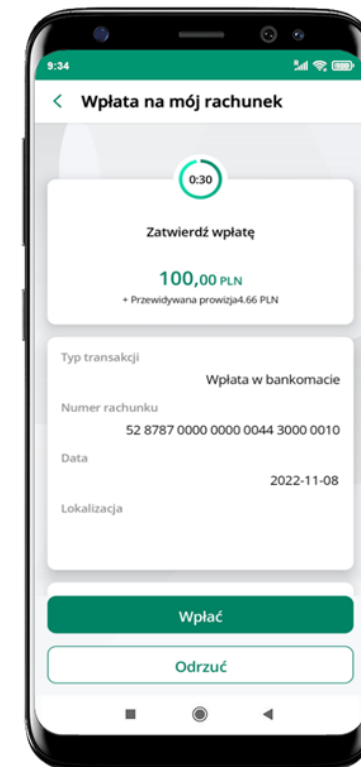 9:34
Wpłata na mój rachunek
0:30
Zatwierdź wpłatę
100,00 PLN
+ Przewidywana prowizja4.66 PLN
Typ transakcji
Wpłata w bankomacie
Numer rachunku
52 8787 0000 0000 0044 3000 0010
Data
2022-11-08
Lokalizacja
Wpłać
Odrzuć